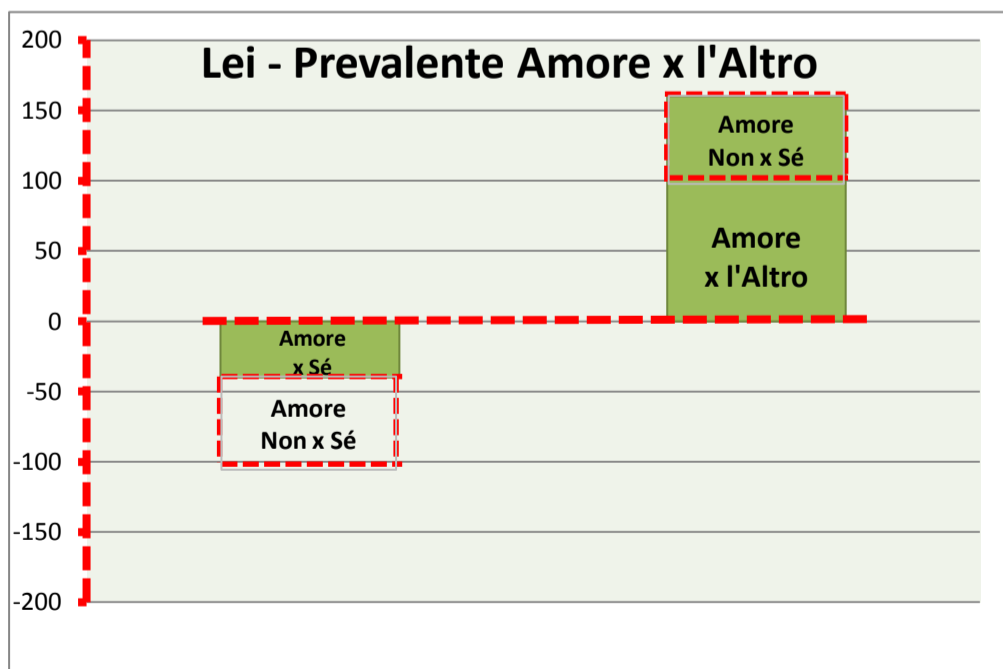 Lei - Prevalente Amore x l'Altro
200
150
100
50
0
-50
-100
-150
-200
Amore
Non x Sé
Amore
x l'Altro
Amore
x Sé
Amore
Non x Sé